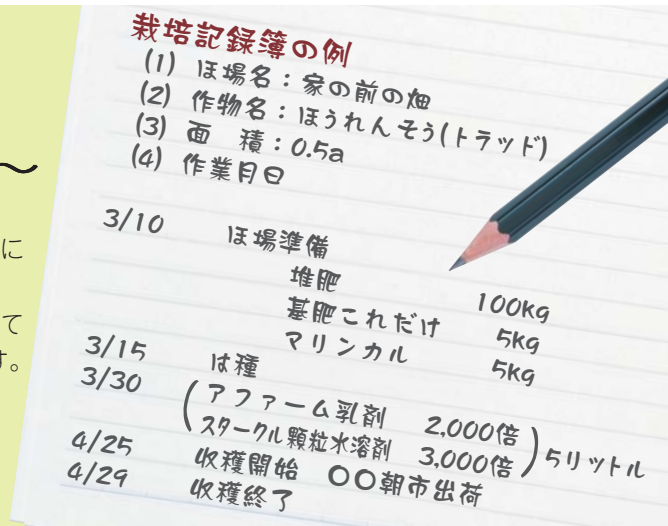 栽培記録簿の例
(1) ほ場名：家の前の畑
(2) 作物名：ほうれんそう(トラッド)
(3) 面　積：0.5a
(4) 作業月日
～
に
て
す。
3/10 ほ場準備
堆肥 100kg
基肥これだけ 5kg
マリンカル 5kg
3/15 は種
3/30 (アファーム乳剤 2,000倍
スタークル顆粒水溶剤 3,000倍) 5リットル
4/25 収穫開始 〇〇朝市出荷
4/29 収穫終了